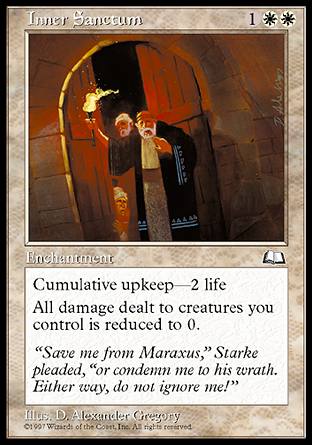 Inner Sanctum 1
Enchantment
Cumulative upkeep—2 life
All damage dealt to creatures you
control is reduced to 0.
“Save me from Maraxus,” Starke
pleaded, “or condemn me to his wrath.
Either way, do not ignore me!”
Illus. D. Alexander Gregory
©1997 Wizards of the Coast, Inc. All rights reserved.